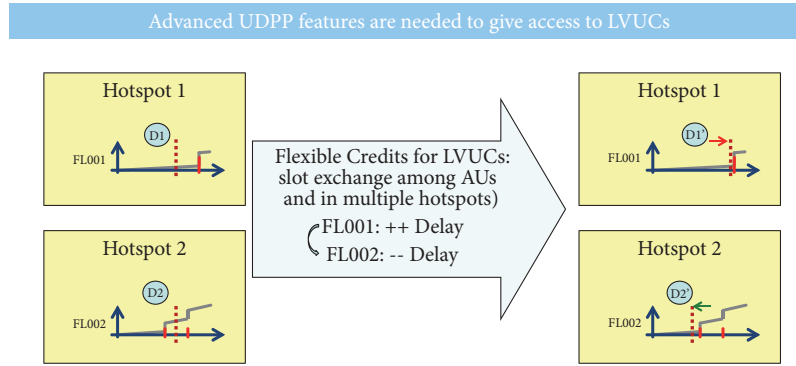 Advanced UDPP features are needed to give access to LVUCs
Hotspot 1
D1
FL001
Hotspot 2
D2
FL002
Flexible Credits for LVUCs:
slot exchange among AUs
and in multiple hotspots)
FL001: ++ Delay
FL002: -- Delay
Hotspot 1
D1'
FL001
Hotspot 2
D2'
FL002